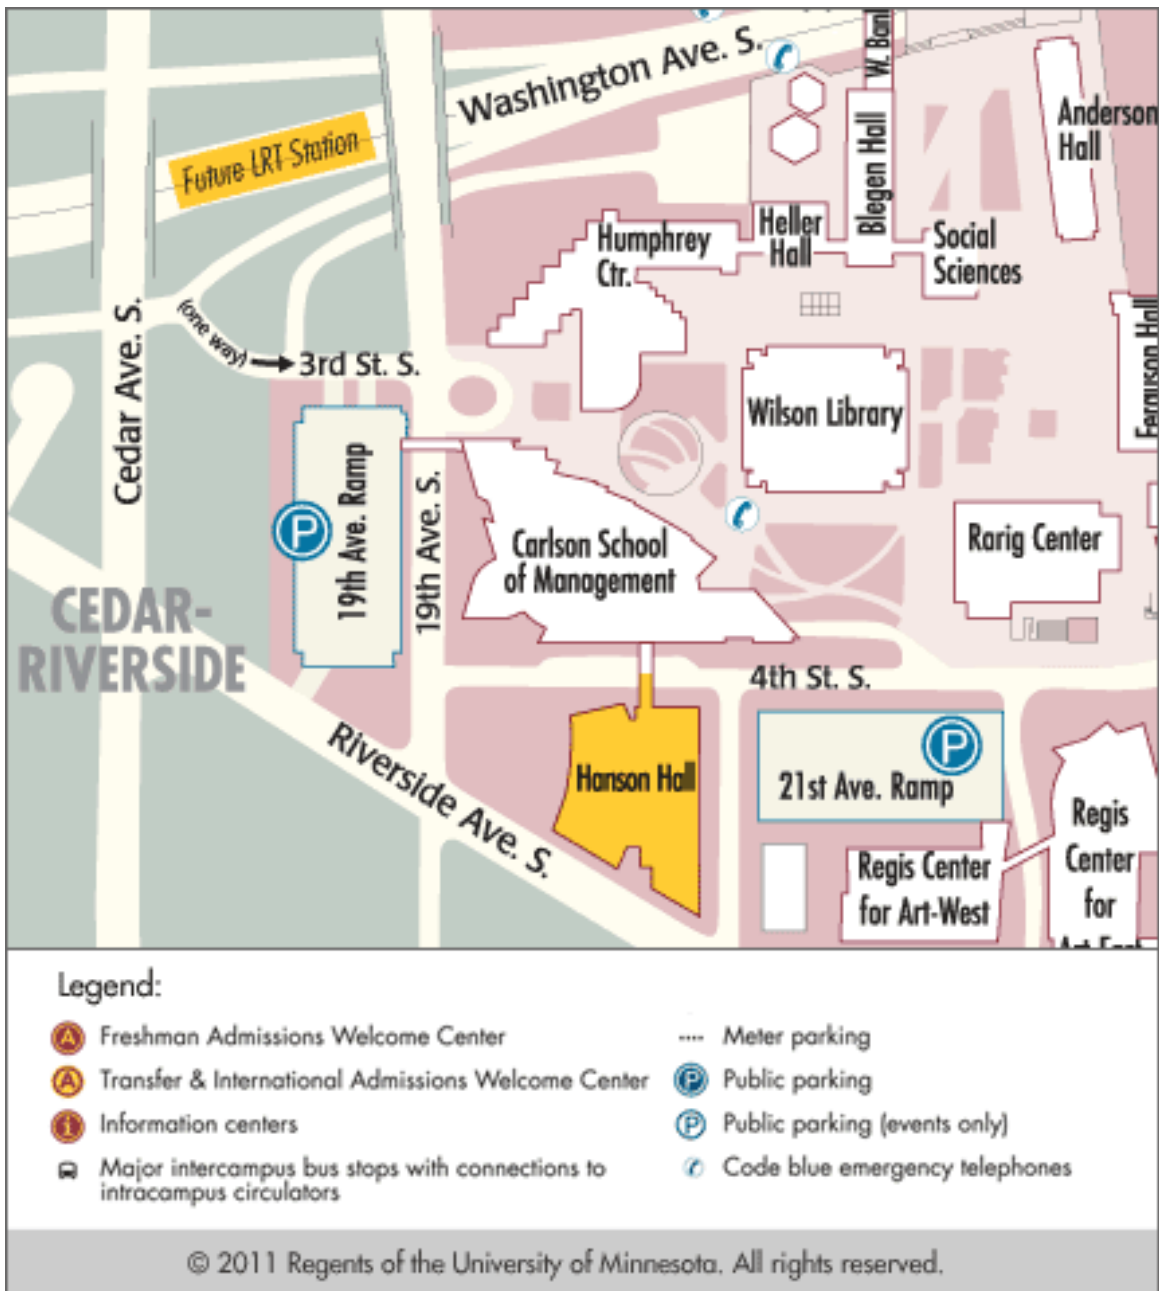 Washington Ave. S.
W. Bank
Future LRT Station
Anderson
Hall
Blegen Hall
Heller
Hall
Humphrey
Ctr.
Social
Sciences
Cedar Ave. S.
(one way)
3rd St. S.
Ferguson Hall
Wilson Library
19th Ave. Ramp
19th Ave. S.
P
Carlson School
of Management
Rarig Center
CEDAR-
RIVERSIDE
4th St. S.
Riverside Ave. S.
Hanson Hall
P
21st Ave. Ramp
Regis Center
for Art-West
Regis
Center
for
Art-East
Legend:
A Freshman Admissions Welcome Center
A Transfer & International Admissions Welcome Center
i Information centers
Major intercampus bus stops with connections to
intracampus circulators
Meter parking
P Public parking
P Public parking (events only)
Code blue emergency telephones
© 2011 Regents of the University of Minnesota. All rights reserved.